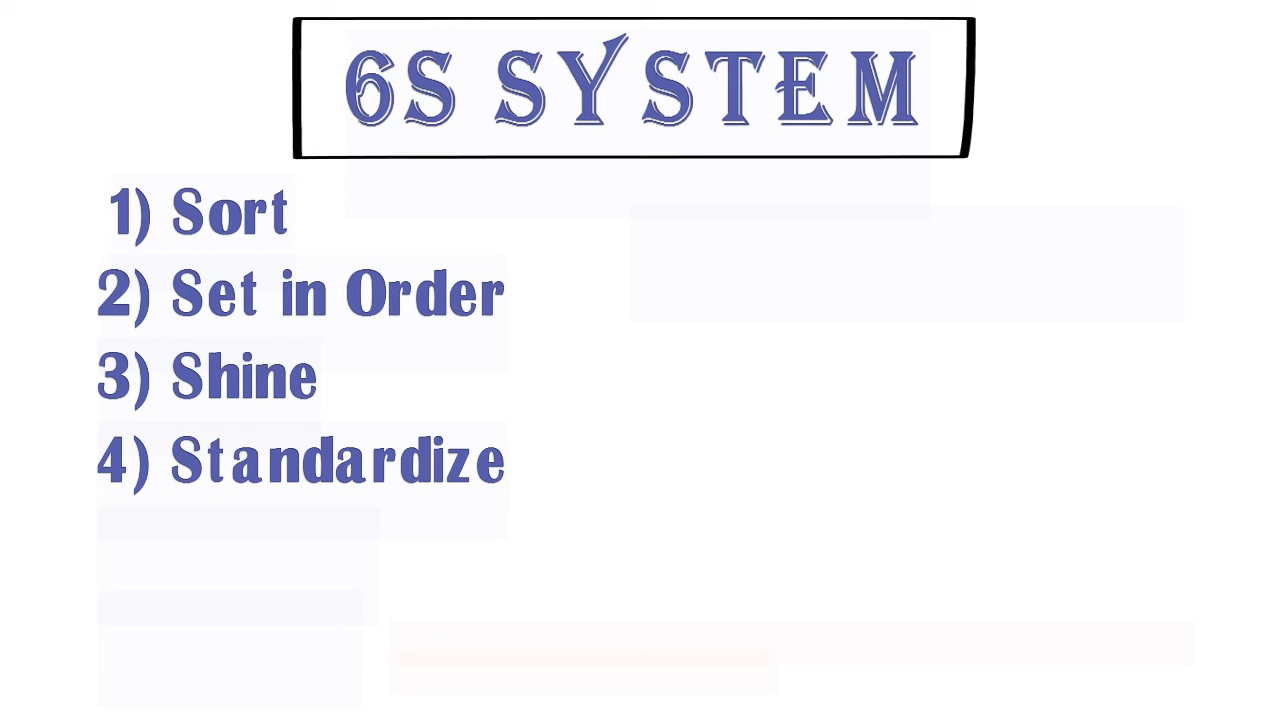 6S SYSTEM
1) Sort
2) Set in Order
3) Shine
4) Standardize